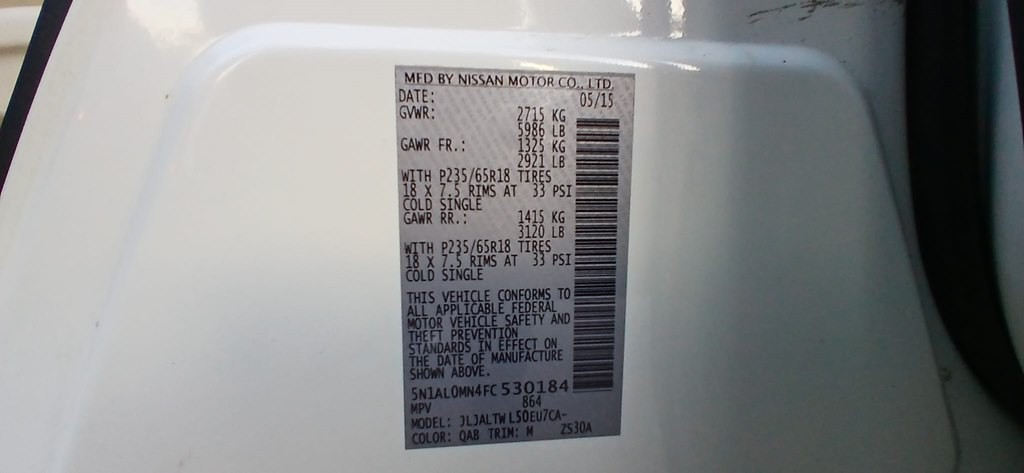 MFD BY NISSAN MOTOR CO., LTD.
DATE: 05/15
GVWR: 2715 KG
5986 LB
GAWR FR.: 1325 KG
2921 LB
WITH P235/65R18 TIRES
18 X 7.5 RIMS AT 33 PSI
COLD SINGLE
GAWR RR.: 1415 KG
3120 LB
WITH P235/65R18 TIRES
18 X 7.5 RIMS AT 33 PSI
COLD SINGLE
THIS VEHICLE CONFORMS TO
ALL APPLICABLE FEDERAL
MOTOR VEHICLE SAFETY AND
THEFT PREVENTION
STANDARDS IN EFFECT ON
THE DATE OF MANUFACTURE
SHOWN ABOVE.
5N1AL0MN4FC530184
MPV 864
MODEL: JLJALTWL50EU7CA-
COLOR: QAB TRIM: M ZS30A